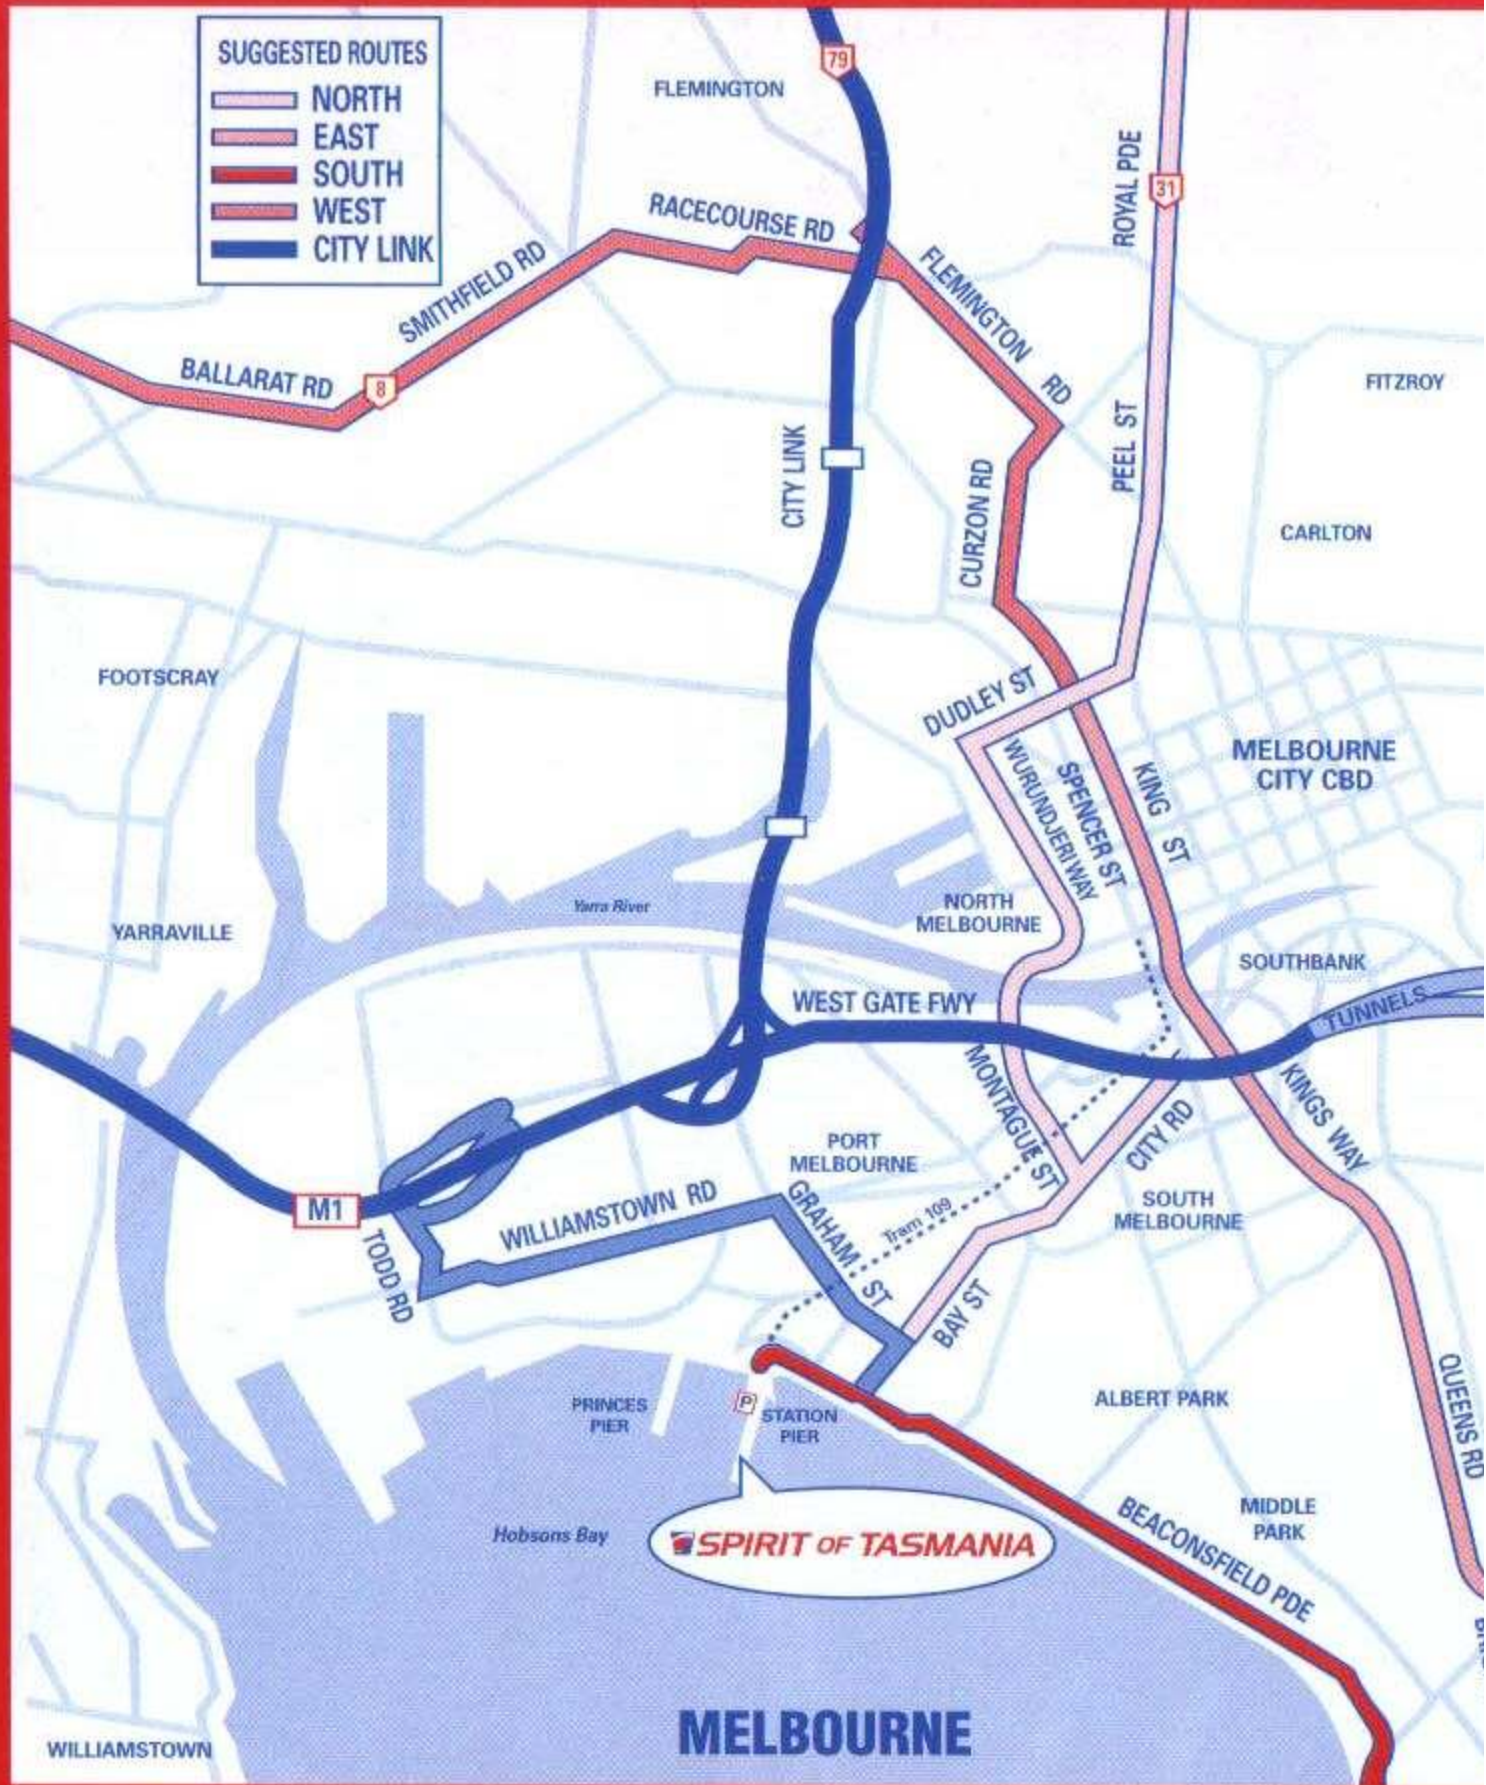 SUGGESTED ROUTES
NORTH
EAST
SOUTH
WEST
CITY LINK
79
FLEMINGTON
ROYAL PDE
31
RACECOURSE RD
SMITHFIELD RD
FLEMINGTON RD
BALLARAT RD
8
FITZROY
PEEL ST
CITY LINK
CURZON RD
CARLTON
FOOTSCRAY
DUDLEY ST
MELBOURNE
CITY CBD
WURUNDJERI WAY
SPENCER ST
KING ST
Yarra River
NORTH
MELBOURNE
YARRAVILLE
SOUTHBANK
WEST GATE FWY
TUNNELS
MONTAGUE ST
KINGS WAY
CITY RD
PORT
MELBOURNE
M1
WILLIAMSTOWN RD
GRAHAM ST
SOUTH
MELBOURNE
Tram 109
TODD RD
BAY ST
QUEENS RD
PRINCES
PIER
P
STATION
PIER
ALBERT PARK
MIDDLE
PARK
Hobsons Bay
SPIRIT OF TASMANIA
BEACONSFIELD PDE
MELBOURNE
WILLIAMSTOWN